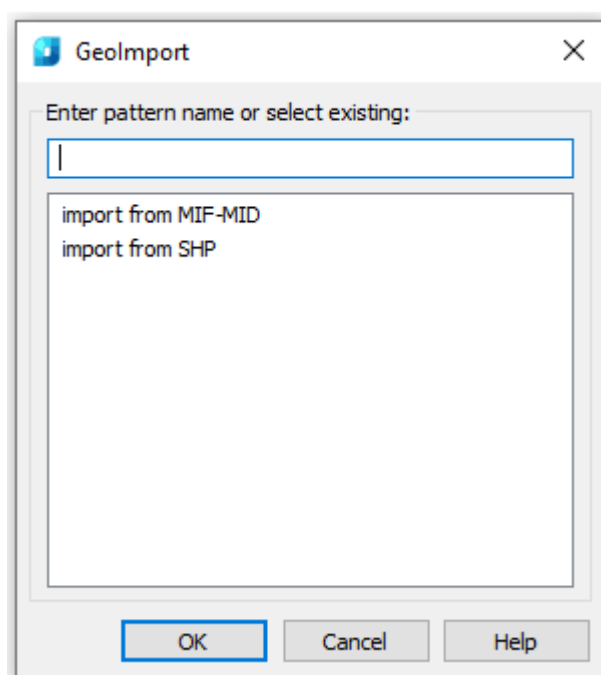 GeoImport
Enter pattern name or select existing:
import from MIF-MID
import from SHP
OK Cancel Help